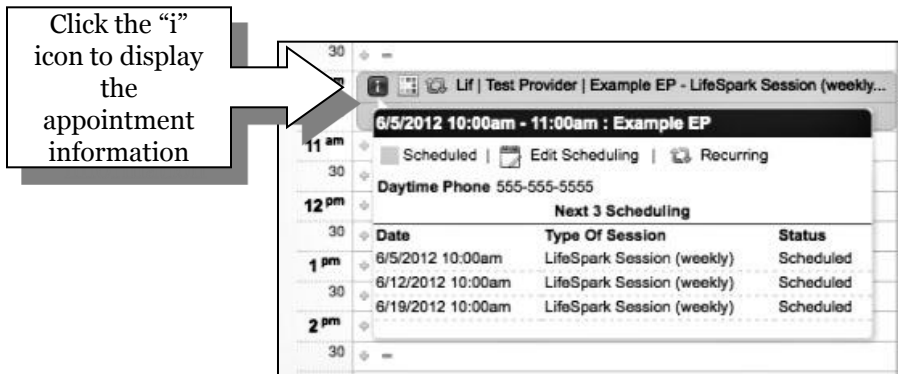 Click the “i”
icon to display
the
appointment
information
30
Lif | Test Provider | Example EP - LifeSpark Session (weekly...
6/5/2012 10:00am - 11:00am : Example EP
11 am
Scheduled | Edit Scheduling | Recurring
30
Daytime Phone 555-555-5555
12 pm
Next 3 Scheduling
30
Date Type Of Session Status
6/5/2012 10:00am LifeSpark Session (weekly) Scheduled
1 pm
6/12/2012 10:00am LifeSpark Session (weekly) Scheduled
30
6/19/2012 10:00am LifeSpark Session (weekly) Scheduled
2 pm
30